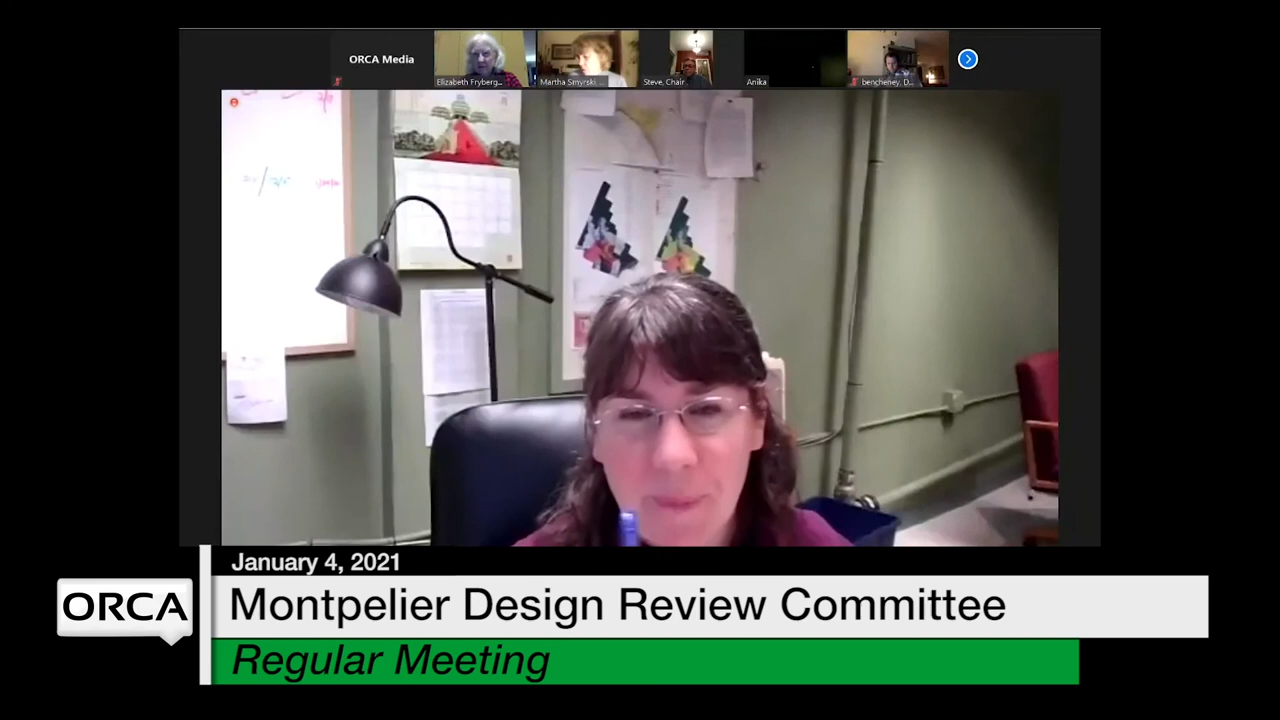 ORCA Media
Elizabeth Fryberg...
Martha Smyrski
Steve, Chair
Anika
bencheney, D...
January 4, 2021
ORCA
Montpelier Design Review Committee
Regular Meeting